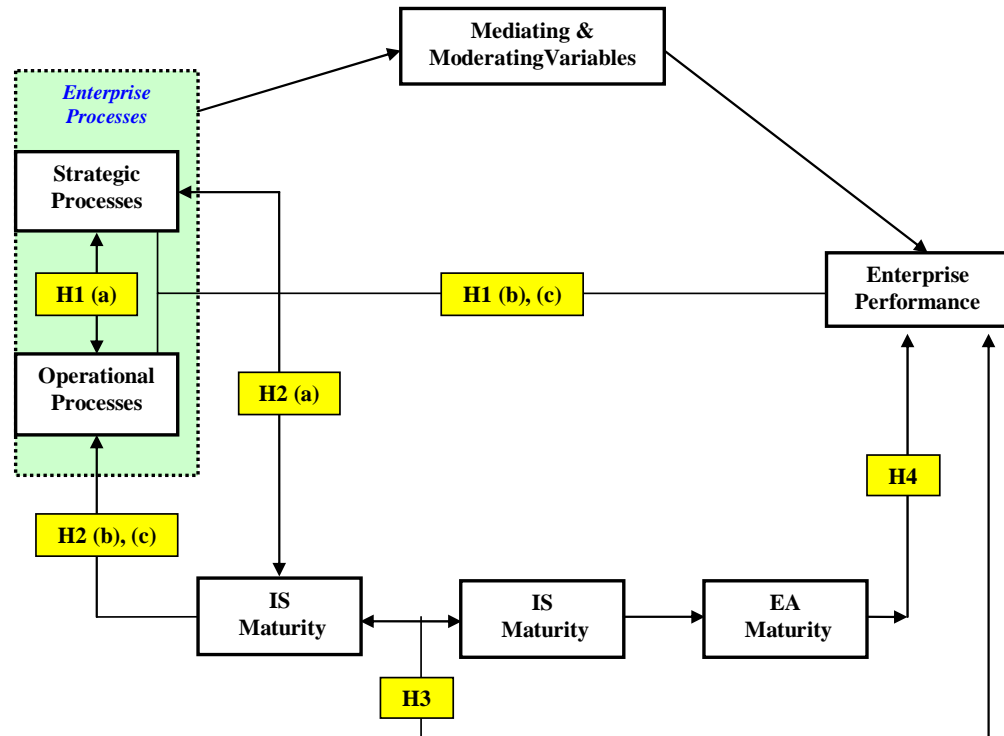 Mediating &
ModeratingVariables
Enterprise
Processes
Strategic
Processes
H1 (a)
H1 (b), (c)
Enterprise
Performance
Operational
Processes
H2 (a)
H4
H2 (b), (c)
IS
Maturity
IS
Maturity
EA
Maturity
H3